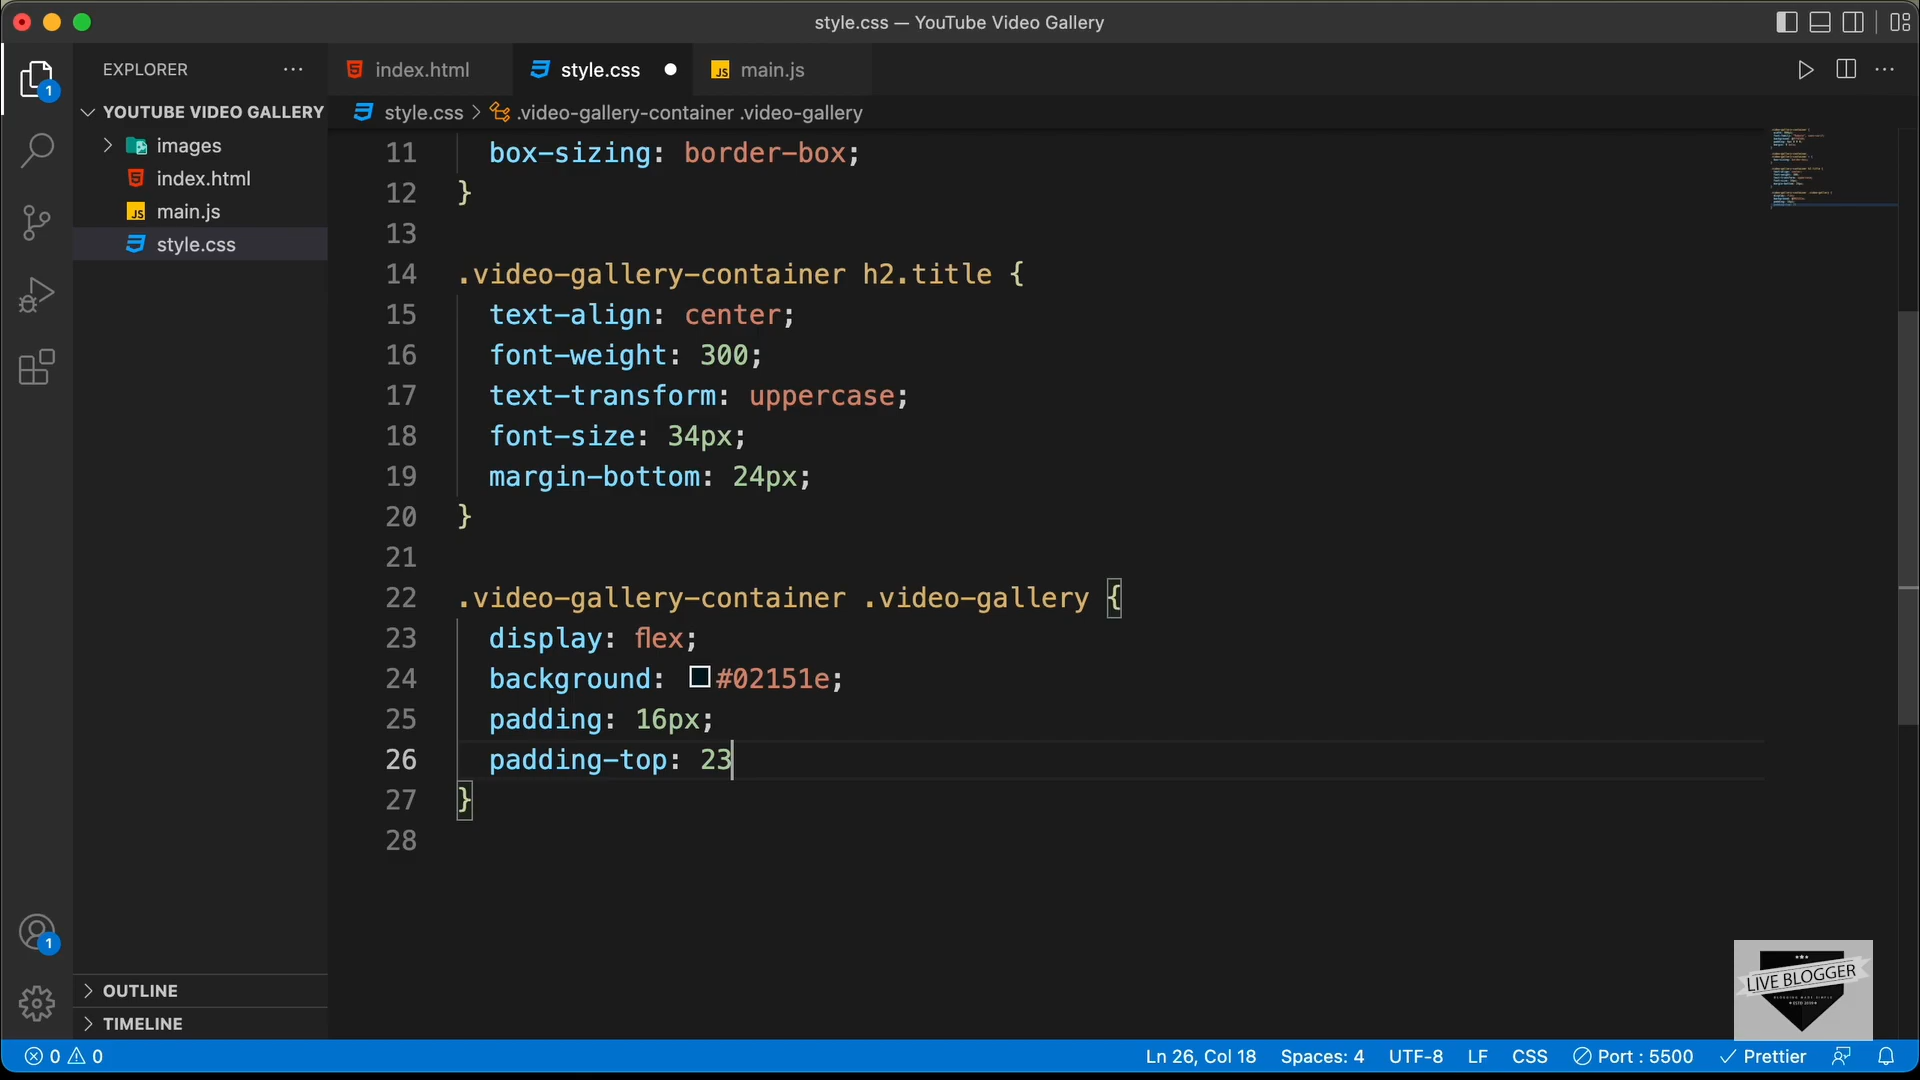 style.css — YouTube Video Gallery
EXPLORER
index.html
style.css
main.js
YOUTUBE VIDEO GALLERY
style.css > .video-gallery-container .video-gallery
images
index.html
main.js
style.css
11 box-sizing: border-box;
12 }
13
14 .video-gallery-container h2.title {
15 text-align: center;
16 font-weight: 300;
17 text-transform: uppercase;
18 font-size: 34px;
19 margin-bottom: 24px;
20 }
21
22 .video-gallery-container .video-gallery {
23 display: flex;
24 background: #02151e;
25 padding: 16px;
26 padding-top: 23
27 }
28
1
1
OUTLINE
TIMELINE
LIVE BLOGGER
0 0
Ln 26, Col 18 Spaces: 4 UTF-8 LF CSS Port : 5500 Prettier